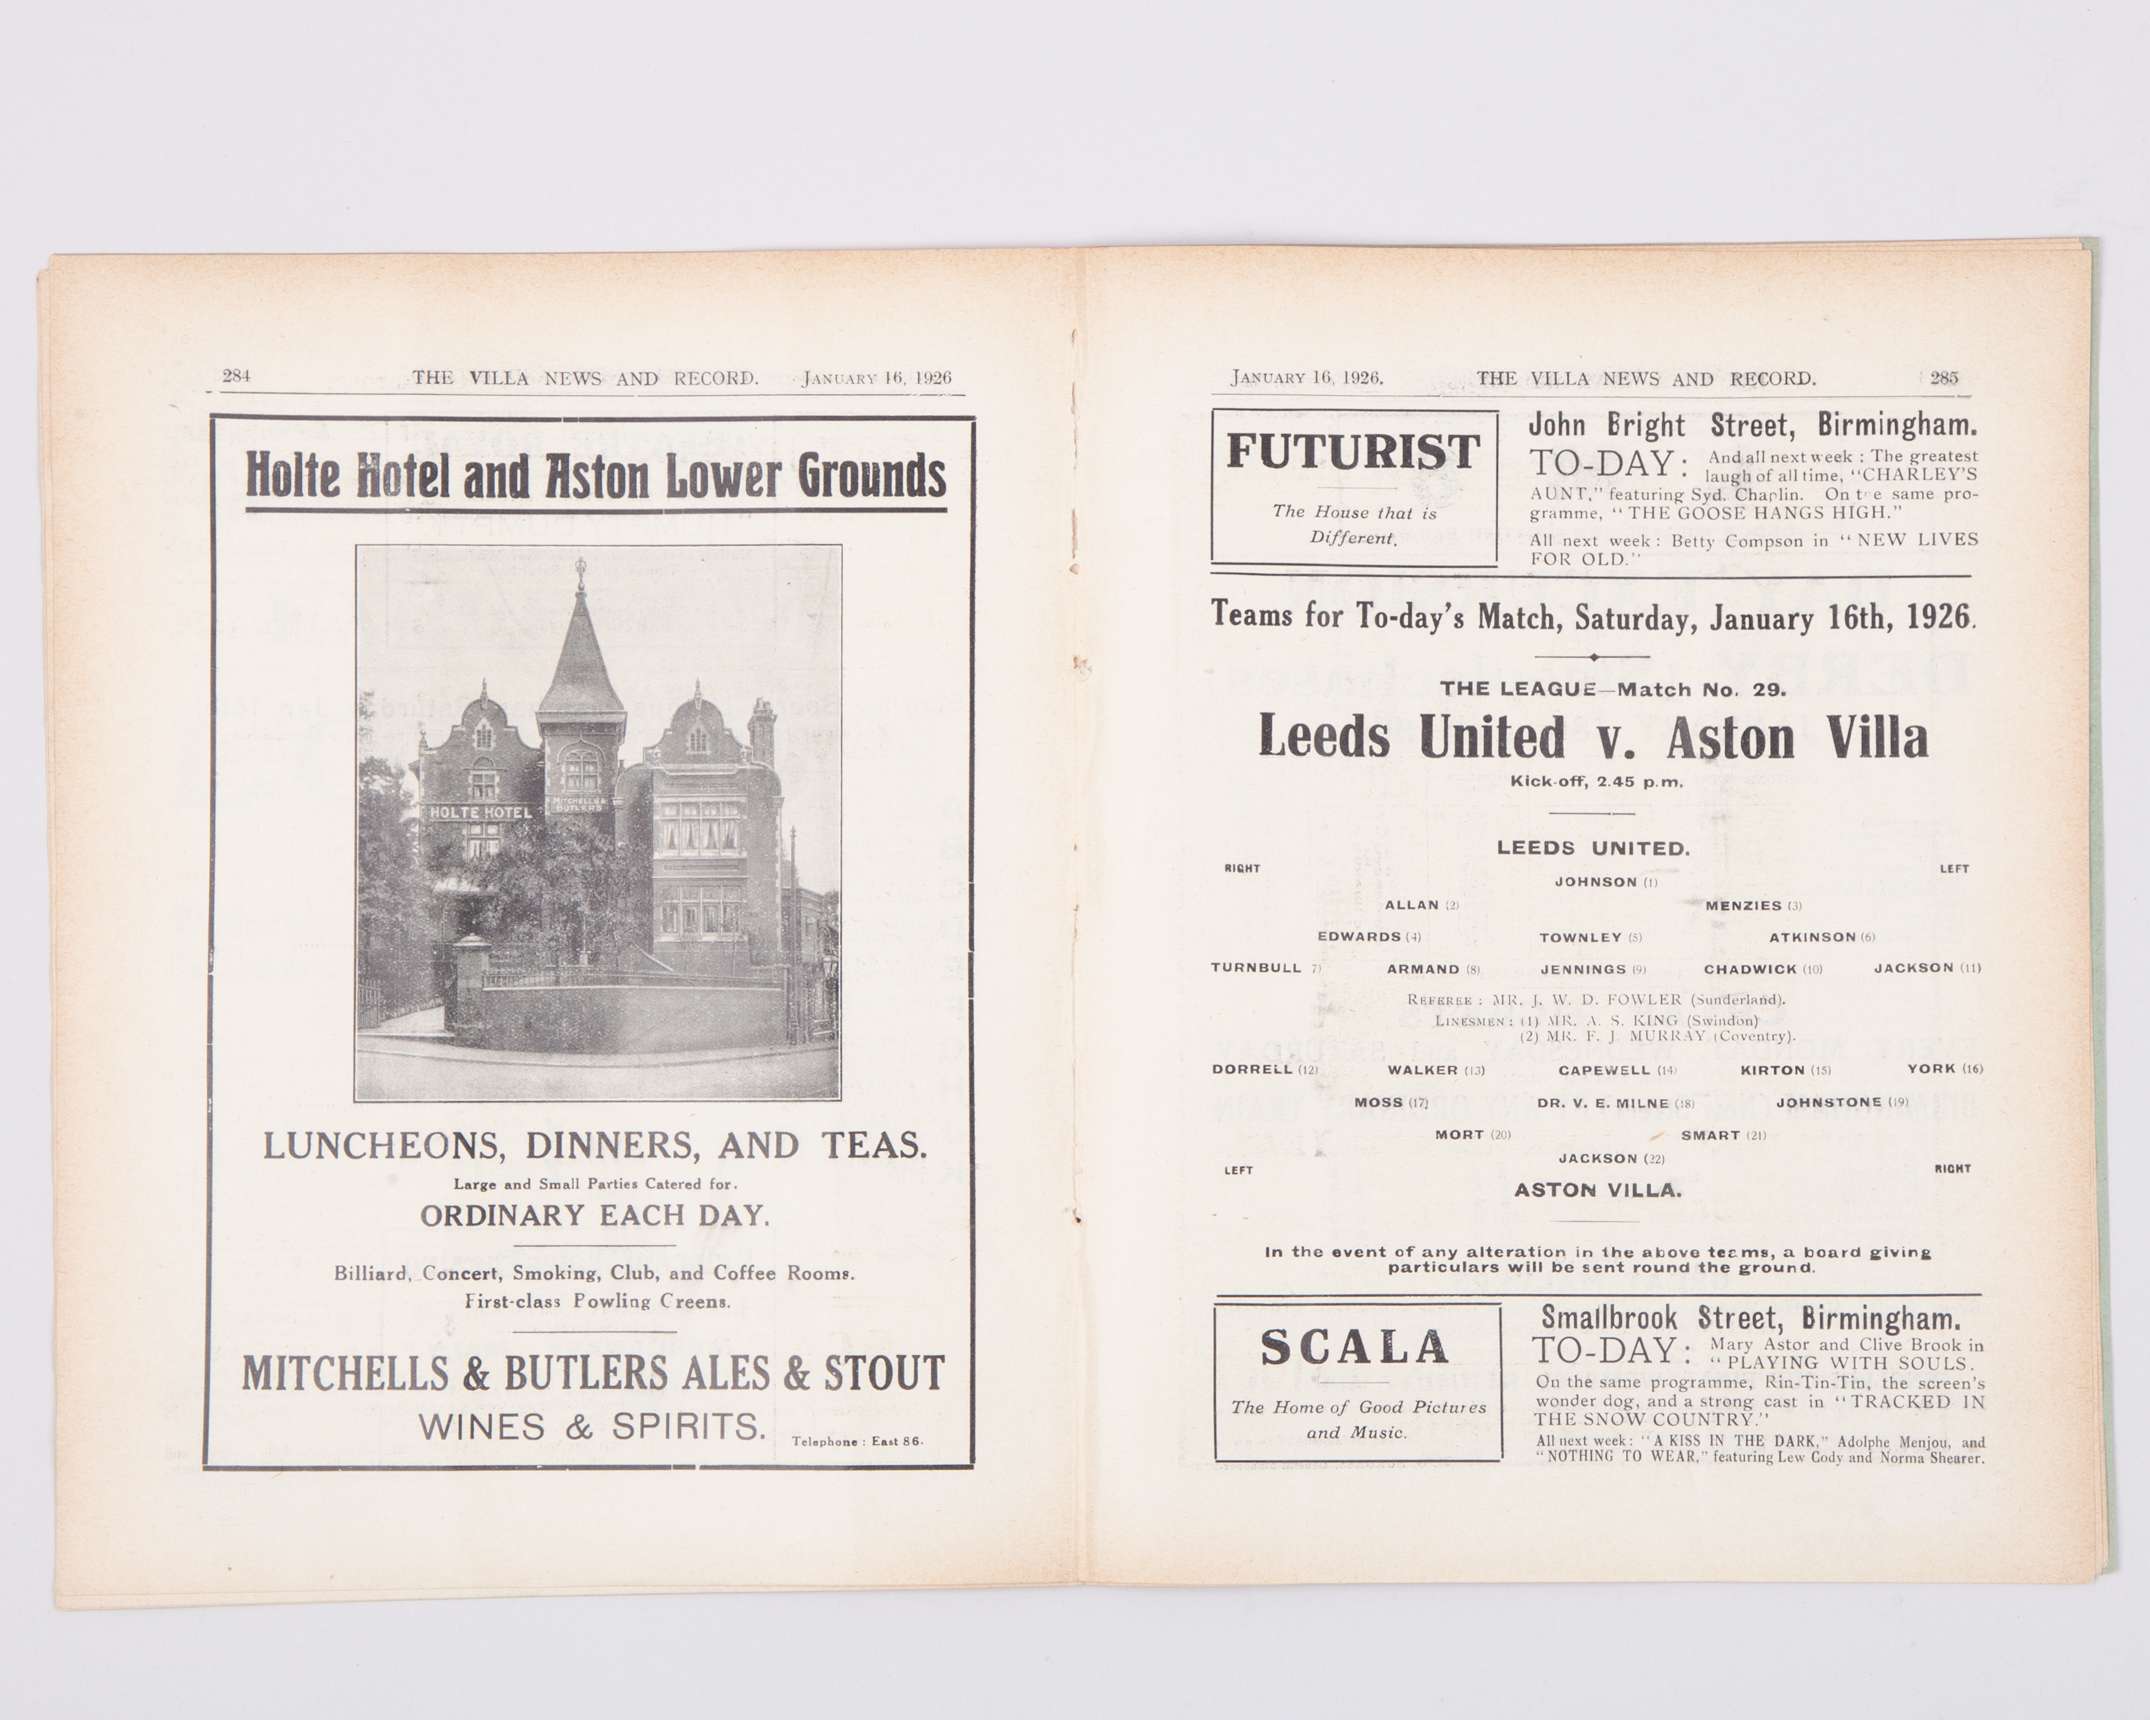 284 THE VILLA NEWS AND RECORD. JANUARY 16, 1926
Holte Hotel and Aston Lower Grounds
HOLTE HOTEL
MITCHELLS &
BUTLERS
LUNCHEONS, DINNERS, AND TEAS.
Large and Small Parties Catered for.
ORDINARY EACH DAY.
Billiard, Concert, Smoking, Club, and Coffee Rooms.
First-class Bowling Greens.
MITCHELLS & BUTLERS ALES & STOUT
WINES & SPIRITS. Telephone : East 86.
JANUARY 16, 1926. THE VILLA NEWS AND RECORD. 285
FUTURIST
The House that is
Different.
John Bright Street, Birmingham.
TO-DAY: And all next week : The greatest
laugh of all time, "CHARLEY'S
AUNT," featuring Syd. Chaplin. On the same pro-
gramme, "THE GOOSE HANGS HIGH."
All next week : Betty Compson in "NEW LIVES
FOR OLD."
Teams for To-day's Match, Saturday, January 16th, 1926.
THE LEAGUE—Match No. 29.
Leeds United v. Aston Villa
Kick-off, 2.45 p.m.
LEEDS UNITED.
RIGHT LEFT
JOHNSON (1)
ALLAN (2) MENZIES (3)
EDWARDS (4) TOWNLEY (5) ATKINSON (6)
TURNBULL 7) ARMAND (8) JENNINGS (9) CHADWICK (10) JACKSON (11)
REFEREE : MR. J. W. D. FOWLER (Sunderland).
LINESMEN : (1) MR. A. S. KING (Swindon)
(2) MR. F. J. MURRAY (Coventry).
DORRELL (12) WALKER (13) CAPEWELL (14) KIRTON (15) YORK (16)
MOSS (17) DR. V. E. MILNE (18) JOHNSTONE (19)
MORT (20) SMART (21)
JACKSON (22)
LEFT RIGHT
ASTON VILLA.
In the event of any alteration in the above teams, a board giving
particulars will be sent round the ground.
SCALA
The Home of Good Pictures
and Music.
Smallbrook Street, Birmingham.
TO-DAY: Mary Astor and Clive Brook in
"PLAYING WITH SOULS.
On the same programme, Rin-Tin-Tin, the screen's
wonder dog, and a strong cast in "TRACKED IN
THE SNOW COUNTRY."
All next week : "A KISS IN THE DARK," Adolphe Menjou, and
"NOTHING TO WEAR," featuring Lew Cody and Norma Shearer.